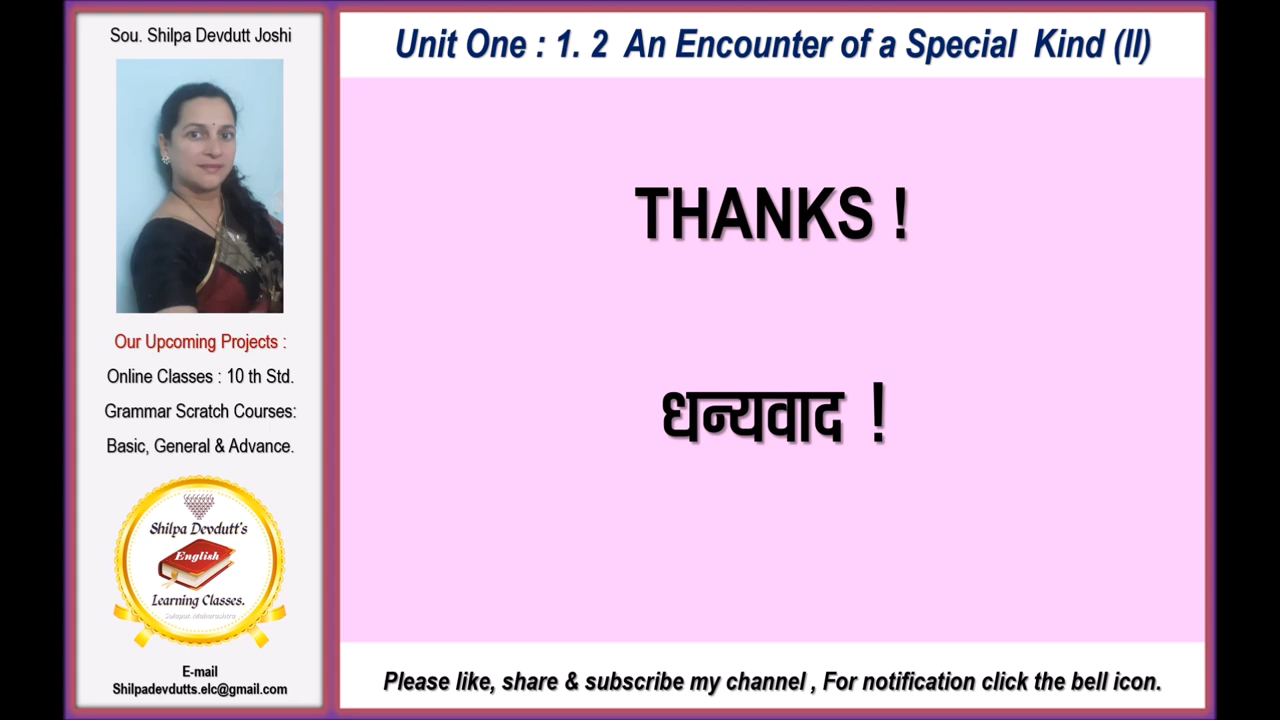 Sou. Shilpa Devdutt Joshi
Our Upcoming Projects :
Online Classes : 10 th Std.
Grammar Scratch Courses:
Basic, General & Advance.
Shilpa Devdutt's
English
Learning Classes.
Solapur. Maharashtra
E-mail
Shilpadevdutts.elc@gmail.com
Unit One : 1. 2 An Encounter of a Special Kind (II)
THANKS !
धन्यवाद !
Please like, share & subscribe my channel , For notification click the bell icon.